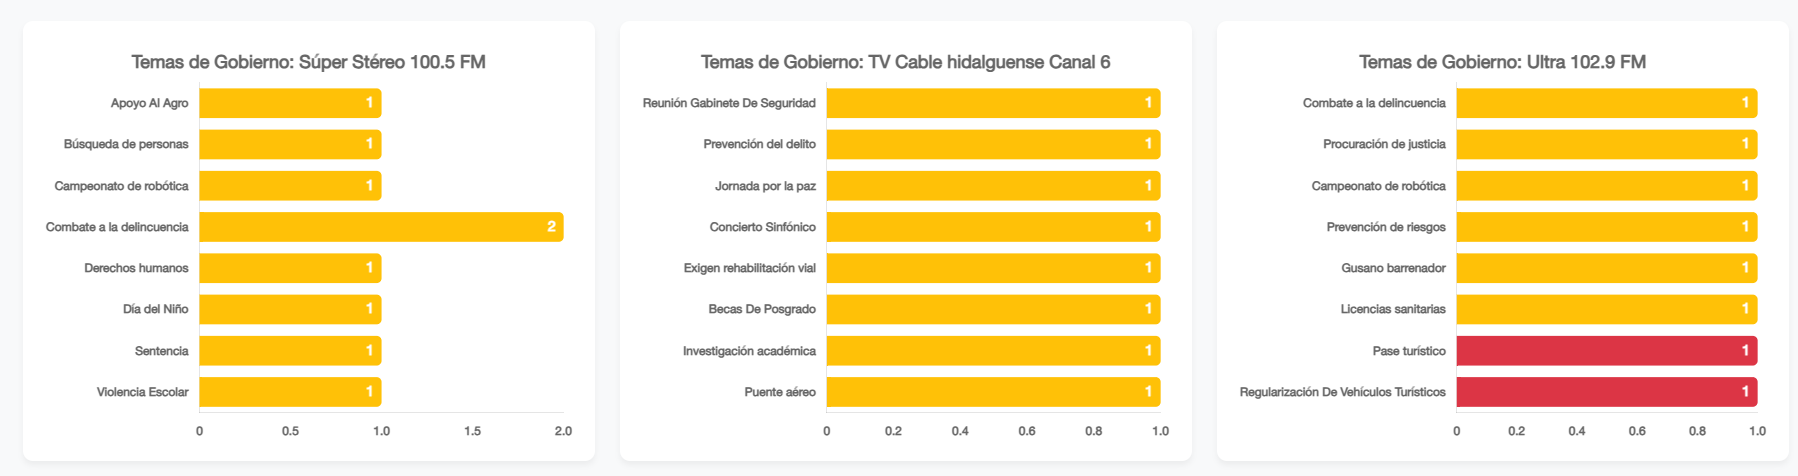 Temas de Gobierno: Súper Stéreo 100.5 FM
Apoyo Al Agro 1
Búsqueda de personas 1
Campeonato de robótica 1
Combate a la delincuencia 2
Derechos humanos 1
Día del Niño 1
Sentencia 1
Violencia Escolar 1
0 0.5 1.0 1.5 2.0
Temas de Gobierno: TV Cable hidalguense Canal 6
Reunión Gabinete De Seguridad 1
Prevención del delito 1
Jornada por la paz 1
Concierto Sinfónico 1
Exigen rehabilitación vial 1
Becas De Posgrado 1
Investigación académica 1
Puente aéreo 1
0 0.2 0.4 0.6 0.8 1.0
Temas de Gobierno: Ultra 102.9 FM
Combate a la delincuencia 1
Procuración de justicia 1
Campeonato de robótica 1
Prevención de riesgos 1
Gusano barrenador 1
Licencias sanitarias 1
Pase turístico 1
Regularización De Vehículos Turísticos 1
0 0.2 0.4 0.6 0.8 1.0